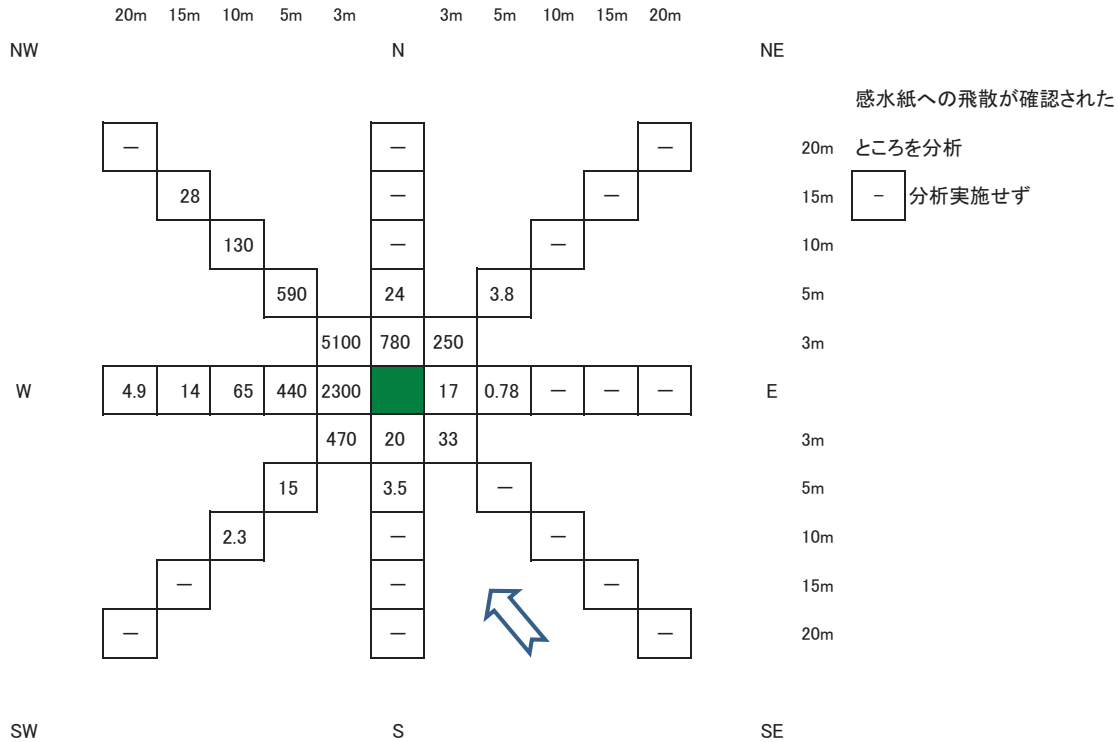 20m 15m 10m 5m 3m 3m 5m 10m 15m 20m
NW N NE
感水紙への飛散が確認された
— — — 20m ところを分析
28 — — 15m – 分析実施せず
130 — — 10m
590 24 3.8 5m
5100 780 250 3m
W 4.9 14 65 440 2300 17 0.78 — — — E
470 20 33 3m
15 3.5 — 5m
2.3 — — 10m
— — — 15m
— — — 20m
SW S SE